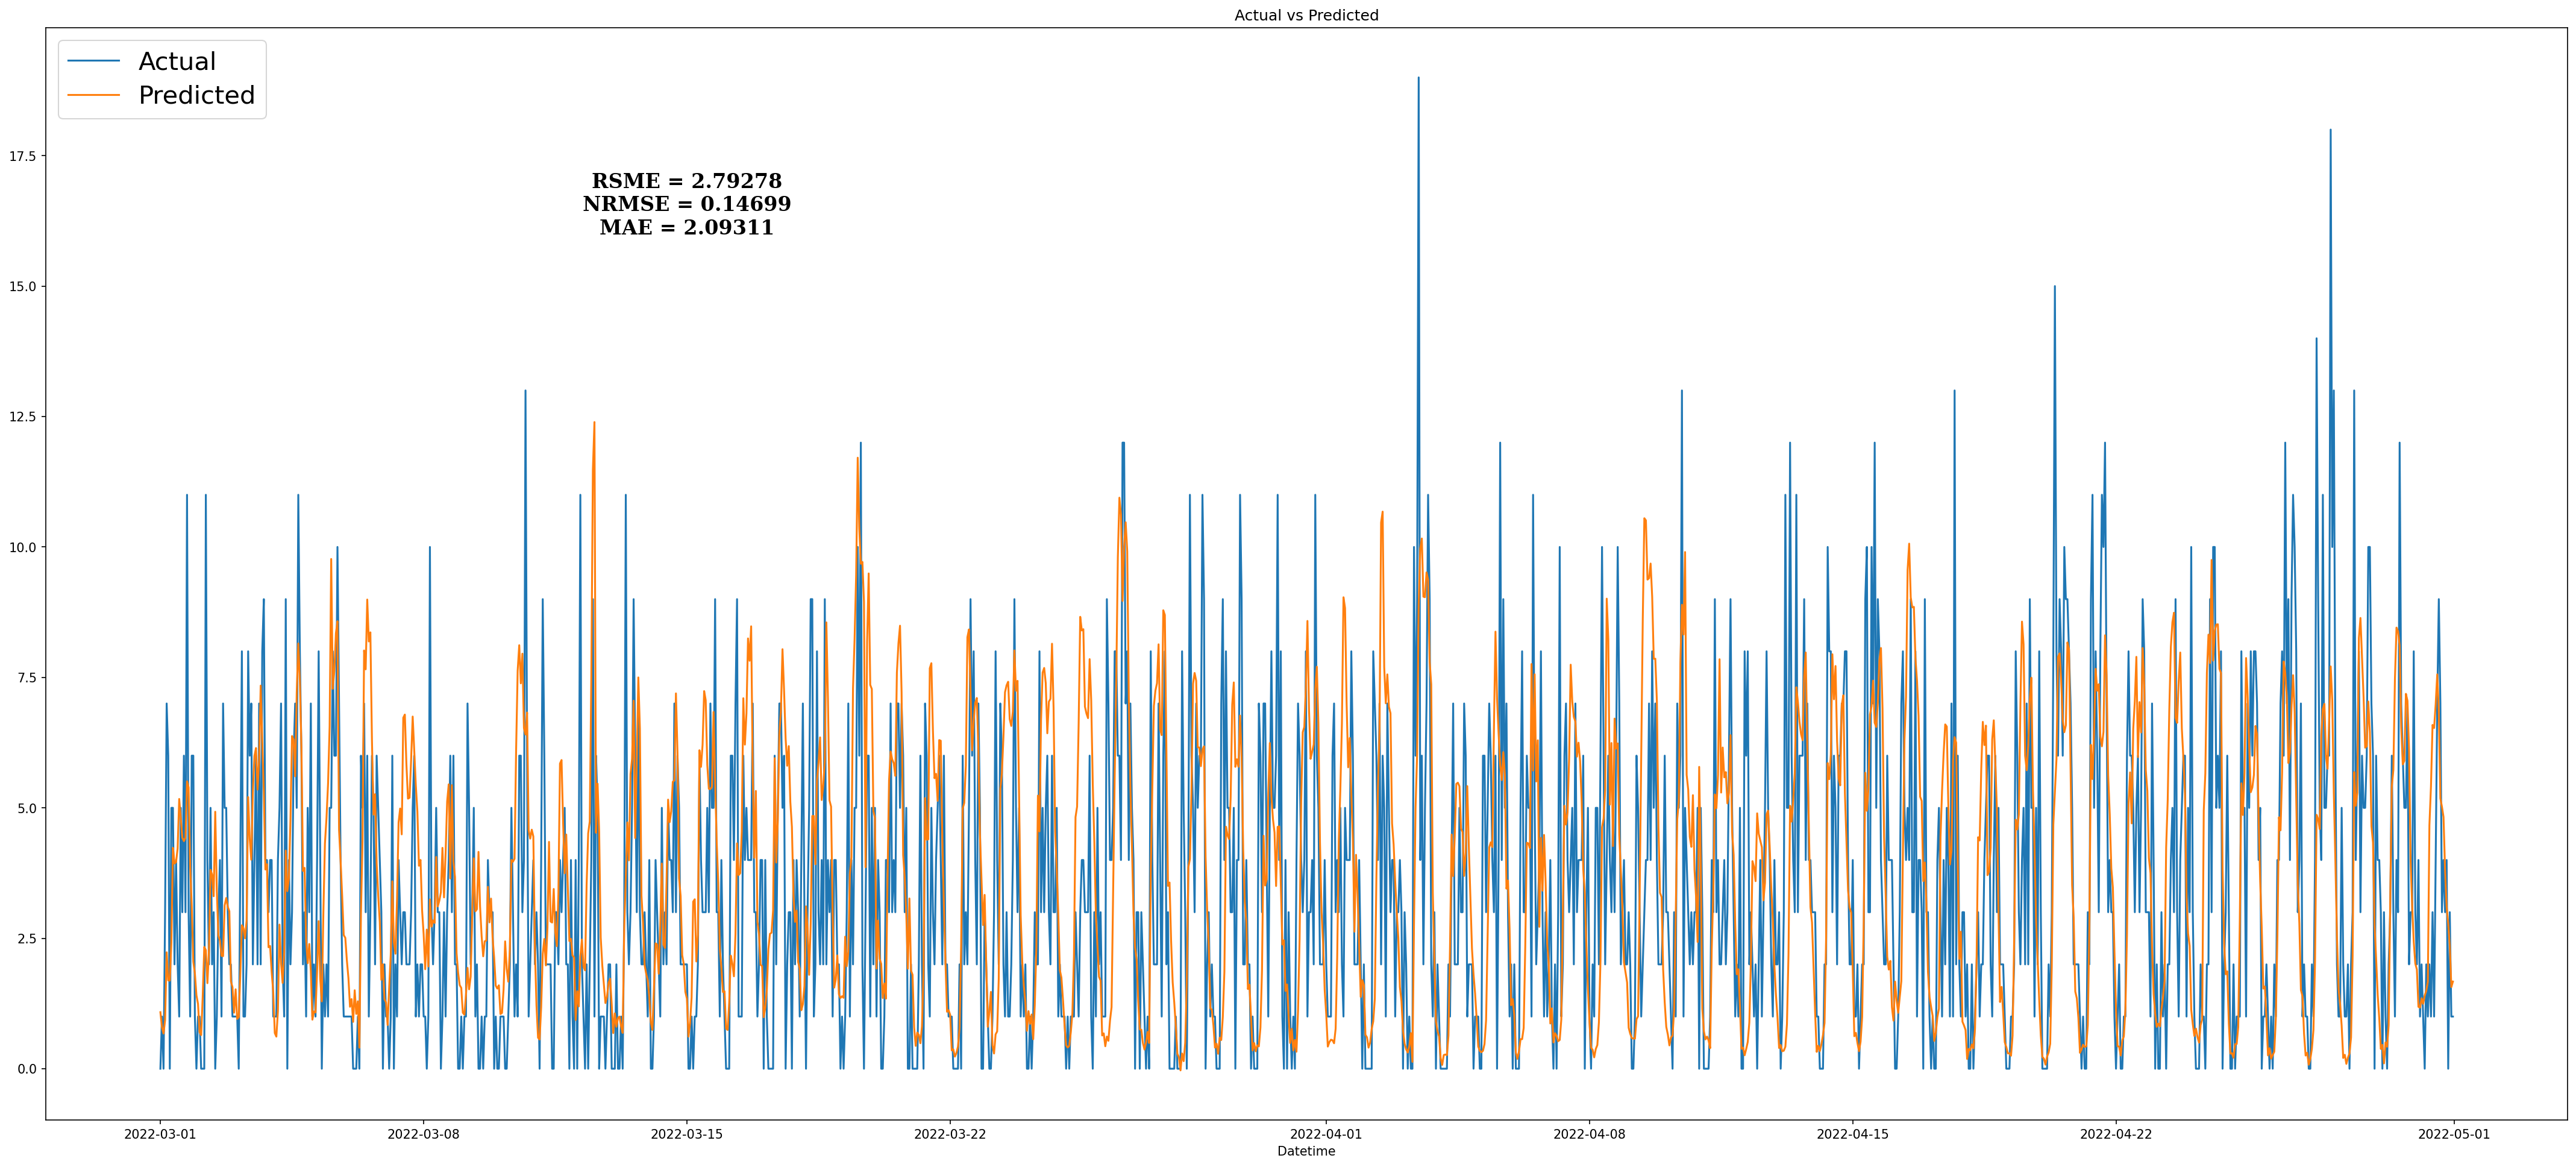 Actual vs Predicted
Actual
Predicted
RSME = 2.79278
NRMSE = 0.14699
MAE = 2.09311
17.5
15.0
12.5
10.0
7.5
5.0
2.5
0.0
2022-03-01 2022-03-08 2022-03-15 2022-03-22 2022-04-01 2022-04-08 2022-04-15 2022-04-22 2022-05-01
Datetime